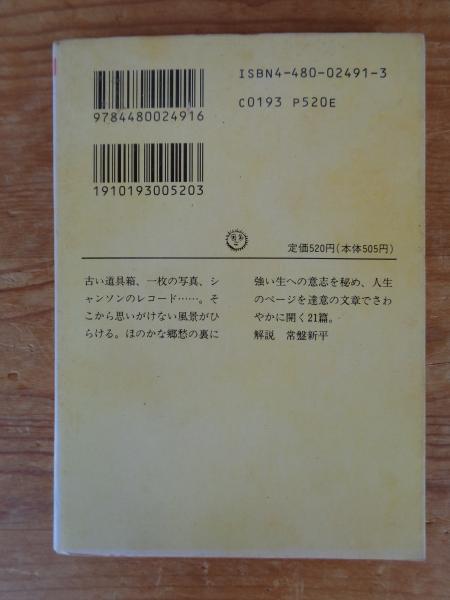 ISBN4-480-02491-3
C0193 P520E
9784480024916
1910193005203
定価520円(本体505円)
古い道具箱、一枚の写真、シ
ャンソンのレコード……。そ
こから思いがけない風景がひ
らける。ほのかな郷愁の裏に
強い生への意志を秘め、人生
のページを達意の文章でさわ
やかに開く21篇。
解説 常盤新平